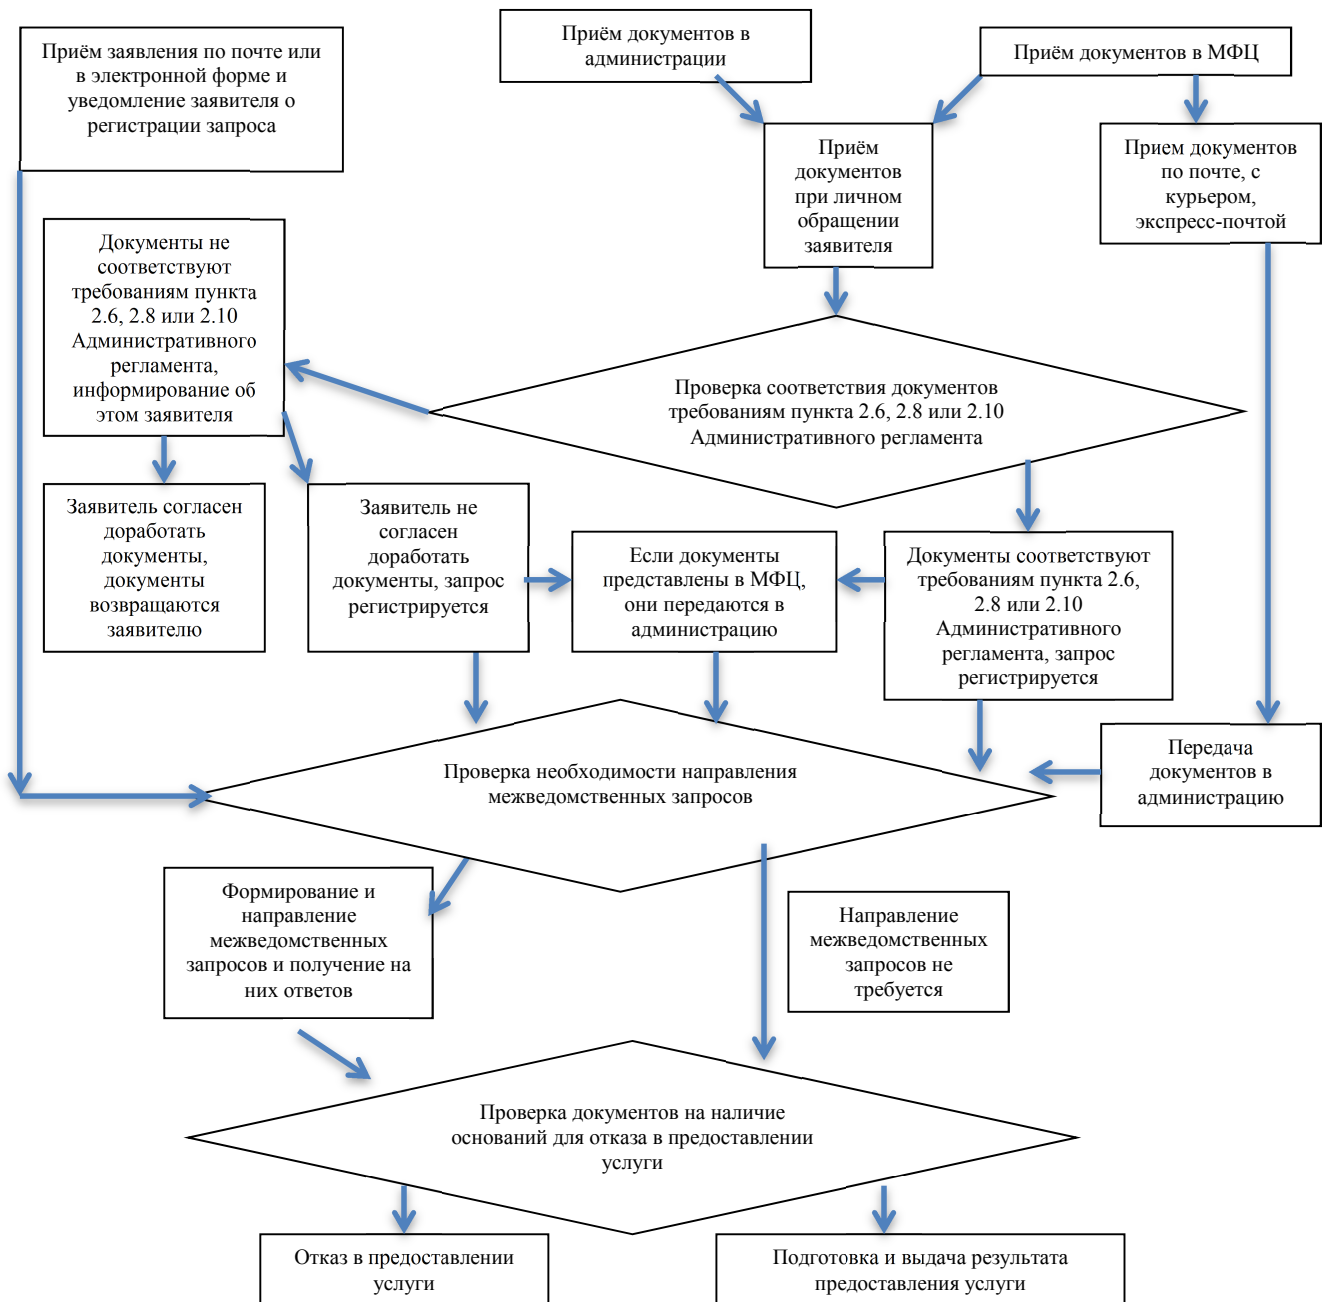 Приём заявления по почте или
в электронной форме и
уведомление заявителя о
регистрации запроса
Приём документов в
администрации
Приём документов в МФЦ
Приём
документов
при личном
обращении
заявителя
Прием документов
по почте, с
курьером,
экспресс-почтой
Документы не
соответствуют
требованиям пункта
2.6, 2.8 или 2.10
Административного
регламента,
информирование об
этом заявителя
Проверка соответствия документов
требованиям пункта 2.6, 2.8 или 2.10
Административного регламента
Заявитель согласен
доработать
документы,
документы
возвращаются
заявителю
Заявитель не
согласен
доработать
документы, запрос
регистрируется
Если документы
представлены в МФЦ,
они передаются в
администрацию
Документы соответствуют
требованиям пункта 2.6,
2.8 или 2.10
Административного
регламента, запрос
регистрируется
Проверка необходимости направления
межведомственных запросов
Передача
документов в
администрацию
Формирование и
направление
межведомственных
запросов и получение на
них ответов
Направление
межведомственных
запросов не
требуется
Проверка документов на наличие
оснований для отказа в предоставлении
услуги
Отказ в предоставлении
услуги
Подготовка и выдача результата
предоставления услуги